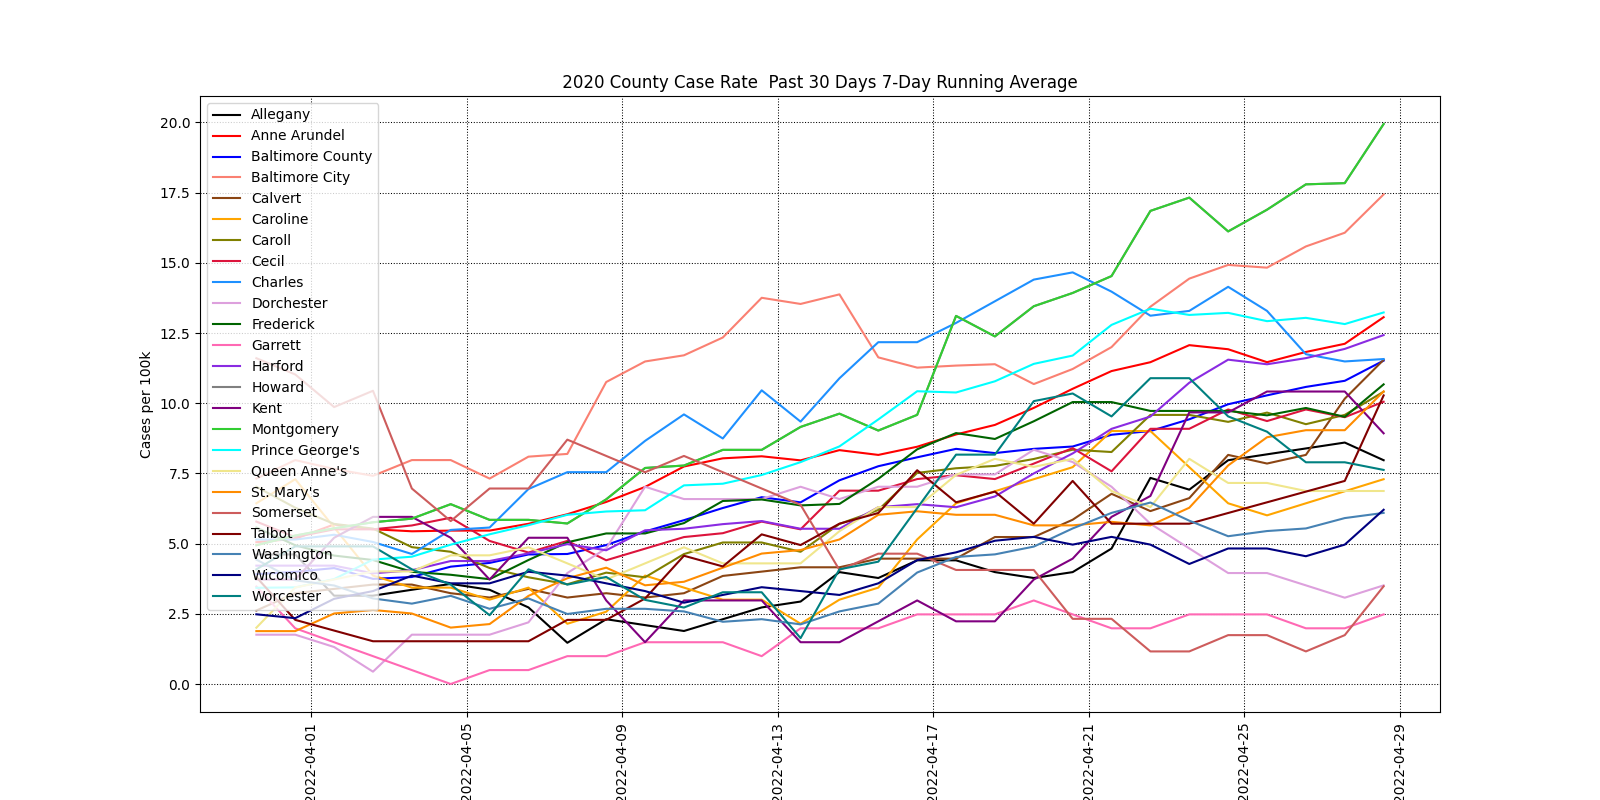 2020 County Case Rate  Past 30 Days 7-Day Running Average
Cases per 100k
20.0
17.5
15.0
12.5
10.0
7.5
5.0
2.5
0.0
Allegany
Anne Arundel
Baltimore County
Baltimore City
Calvert
Caroline
Caroll
Cecil
Charles
Dorchester
Frederick
Garrett
Harford
Howard
Kent
Montgomery
Prince George's
Queen Anne's
St. Mary's
Somerset
Talbot
Washington
Wicomico
Worcester
2022-04-01
2022-04-05
2022-04-09
2022-04-13
2022-04-17
2022-04-21
2022-04-25
2022-04-29